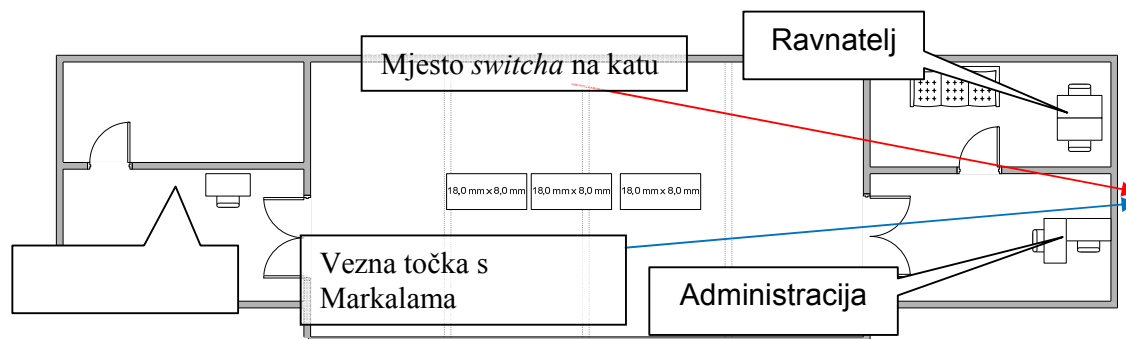 Ravnatelj
Mjesto switcha na katu
18,0 mm x 8,0 mm
18,0 mm x 8,0 mm
18,0 mm x 8,0 mm
Vezna točka s
Markalama
Administracija